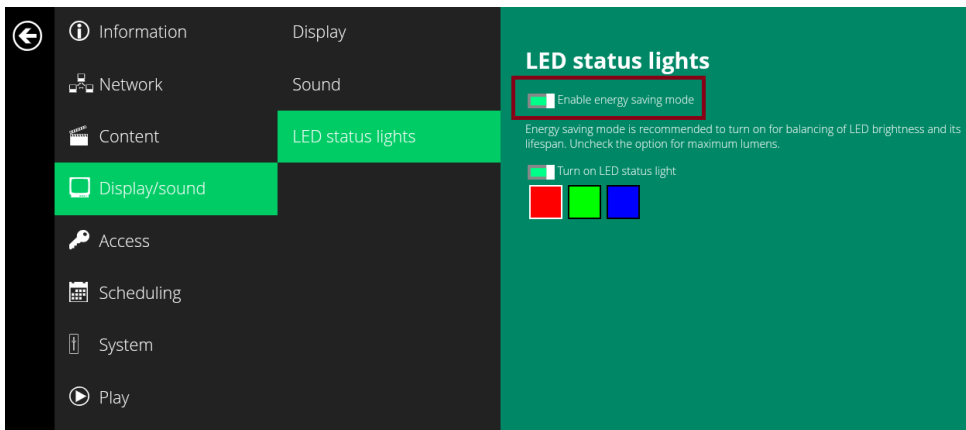 Information
Network
Content
Display/sound
Access
Scheduling
System
Play
Display
Sound
LED status lights
LED status lights
Enable energy saving mode
Energy saving mode is recommended to turn on for balancing of LED brightness and its
lifespan. Uncheck the option for maximum lumens.
Turn on LED status light